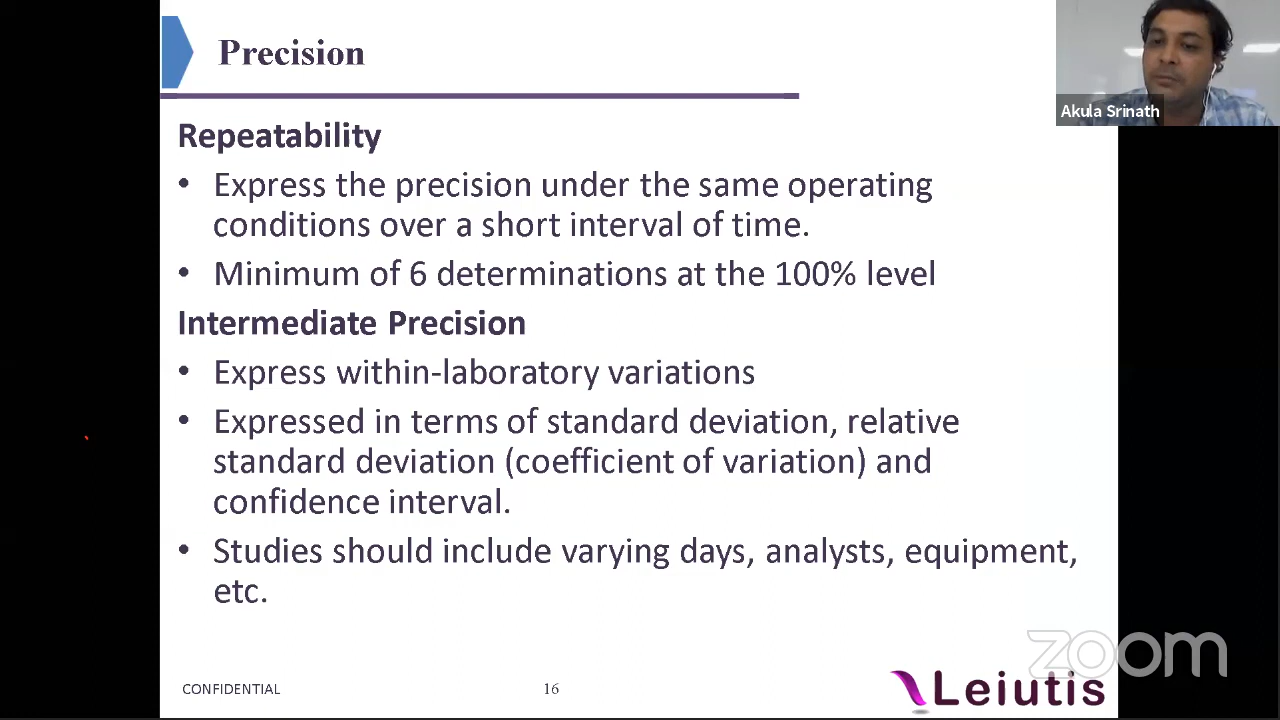 Precision
Akula Srinath
Repeatability
• Express the precision under the same operating
conditions over a short interval of time.
• Minimum of 6 determinations at the 100% level
Intermediate Precision
• Express within-laboratory variations
• Expressed in terms of standard deviation, relative
standard deviation (coefficient of variation) and
confidence interval.
• Studies should include varying days, analysts, equipment,
etc.
zoom
CONFIDENTIAL
16
Leiutis